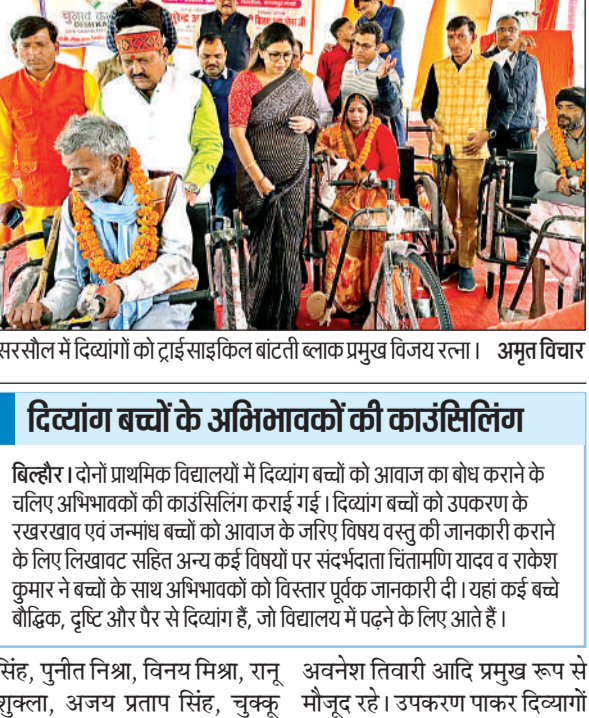 चुनाव का
DESH KA
सरसौल में दिव्यांगों को ट्राईसाइकिल बांटती ब्लाक प्रमुख विजय रत्ना। अमृत विचार
दिव्यांग बच्चों के अभिभावकों की काउंसिलिंग
बिल्हौर। दोनों प्राथमिक विद्यालयों में दिव्यांग बच्चों को आवाज का बोध कराने के
चलिए अभिभावकों की काउंसिलिंग कराई गई। दिव्यांग बच्चों को उपकरण के
रखरखाव एवं जन्मांध बच्चों को आवाज के जरिए विषय वस्तु की जानकारी कराने
के लिए लिखावट सहित अन्य कई विषयों पर संदर्भदाता चिंतामणि यादव व राकेश
कुमार ने बच्चों के साथ अभिभावकों को विस्तार पूर्वक जानकारी दी। यहां कई बच्चे
बौद्धिक, दृष्टि और पैर से दिव्यांग हैं, जो विद्यालय में पढ़ने के लिए आते हैं।
सिंह, पुनीत निश्रा, विनय मिश्रा, रानू
शुक्ला, अजय प्रताप सिंह, चुक्कू
अवनेश तिवारी आदि प्रमुख रूप से
मौजूद रहे। उपकरण पाकर दिव्यागों